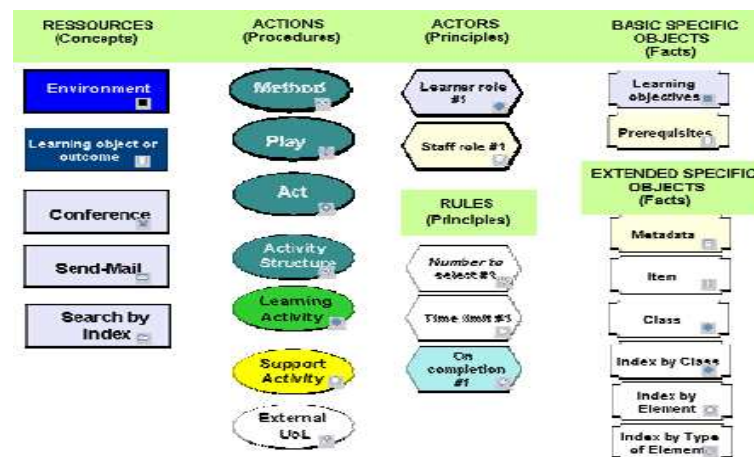 RESSOURCES
(Concepts)
Environment
Learning object or
outcome
Conference
Send-Mail
Search by
Index
ACTIONS
(Procedures)
Method
Play
Act
Activity
Structure
Learning
Activity
Support
Activity
External
UoL
ACTORS
(Principles)
Learner role
#1
Staff role #1
RULES
(Principles)
Number to
select #2
Time limit #3
On
completion
#1
BASIC SPECIFIC
OBJECTS
(Facts)
Learning
objectives
Prerequisites
EXTENDED SPECIFIC
OBJECTS
(Facts)
Metadata
Item
Class
Index by Class
Index by
Element
Index by Type
of Element